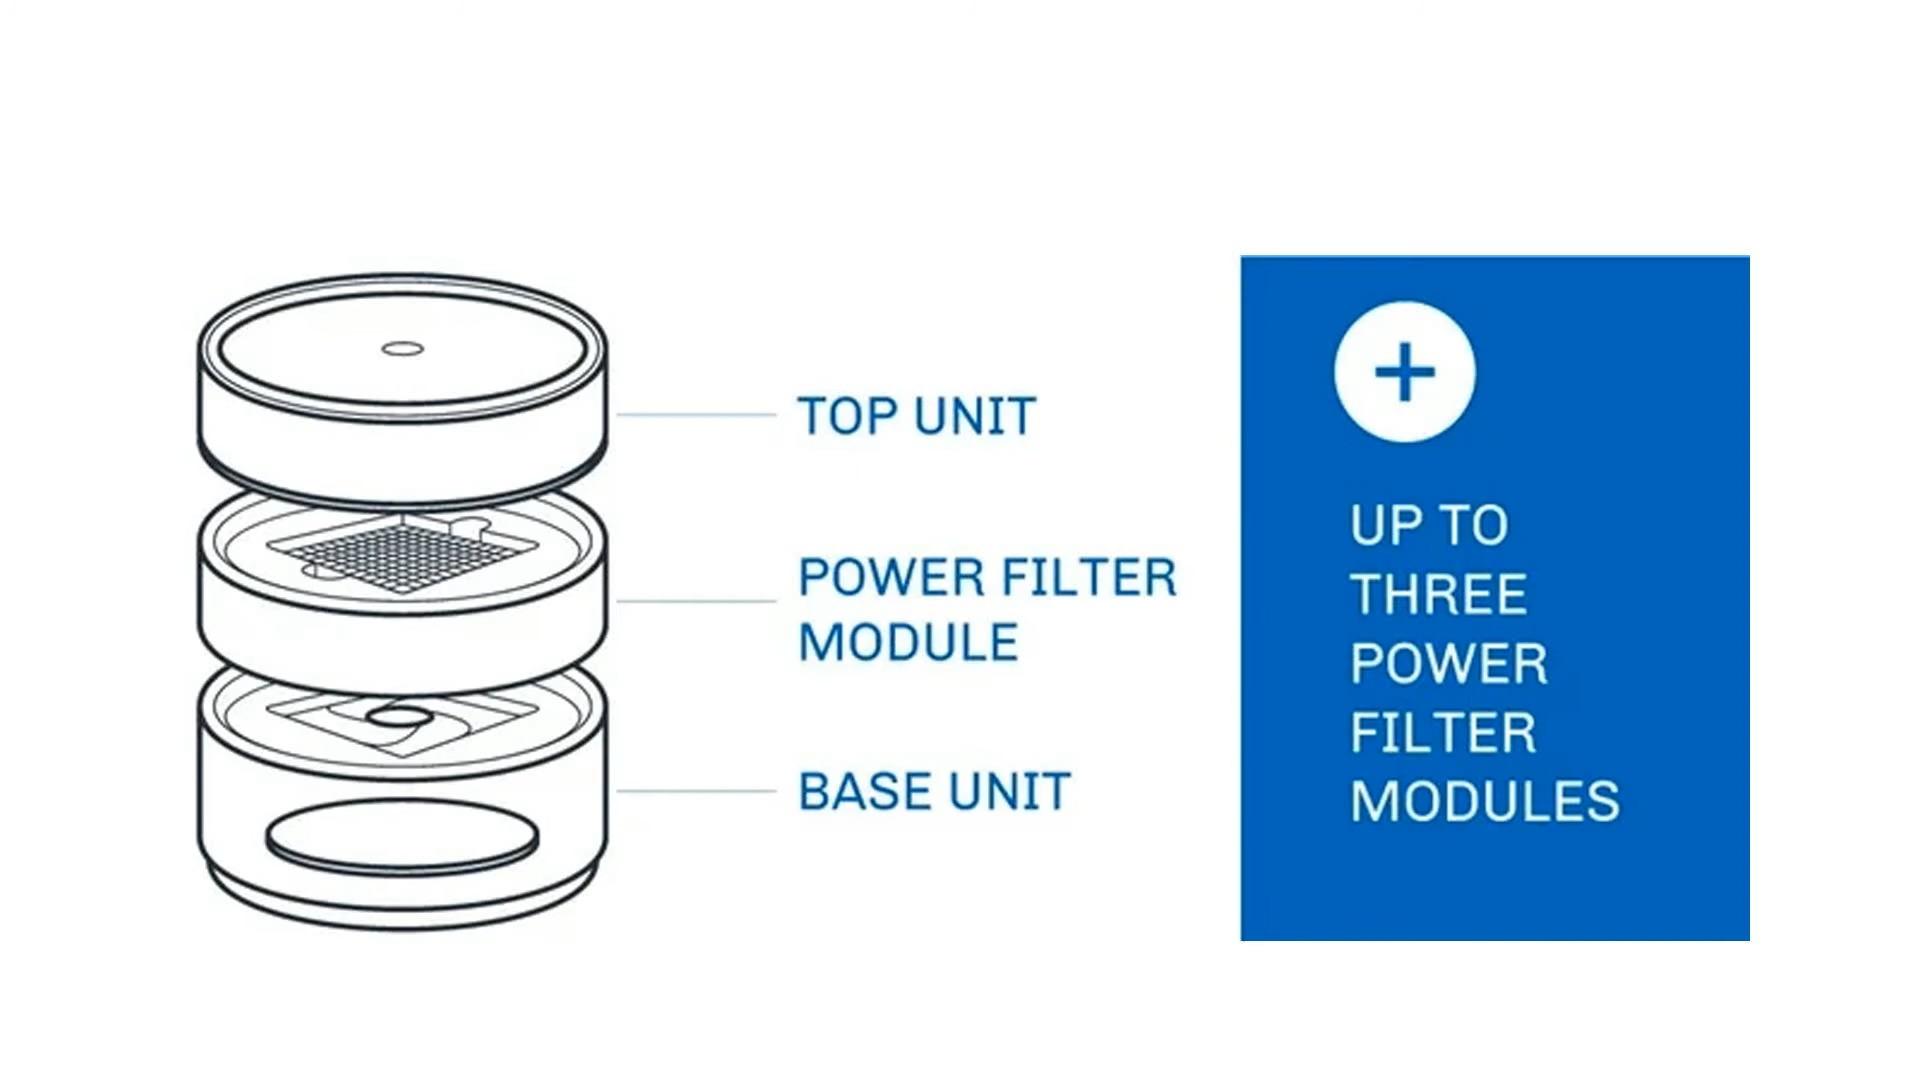 TOP UNIT
POWER FILTER
MODULE
BASE UNIT
UP TO
THREE
POWER
FILTER
MODULES